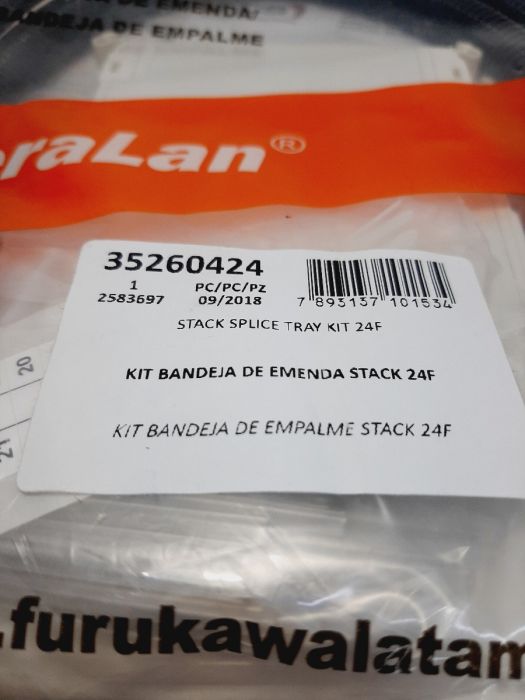 DE EMENDA/
BANDEJA DE EMPALME
eraLan®
35260424
1 PC/PC/PZ
2583697 09/2018
7 893137 101534
STACK SPLICE TRAY KIT 24F
KIT BANDEJA DE EMENDA STACK 24F
KIT BANDEJA DE EMPALME STACK 24F
20
21
.furukawalatam